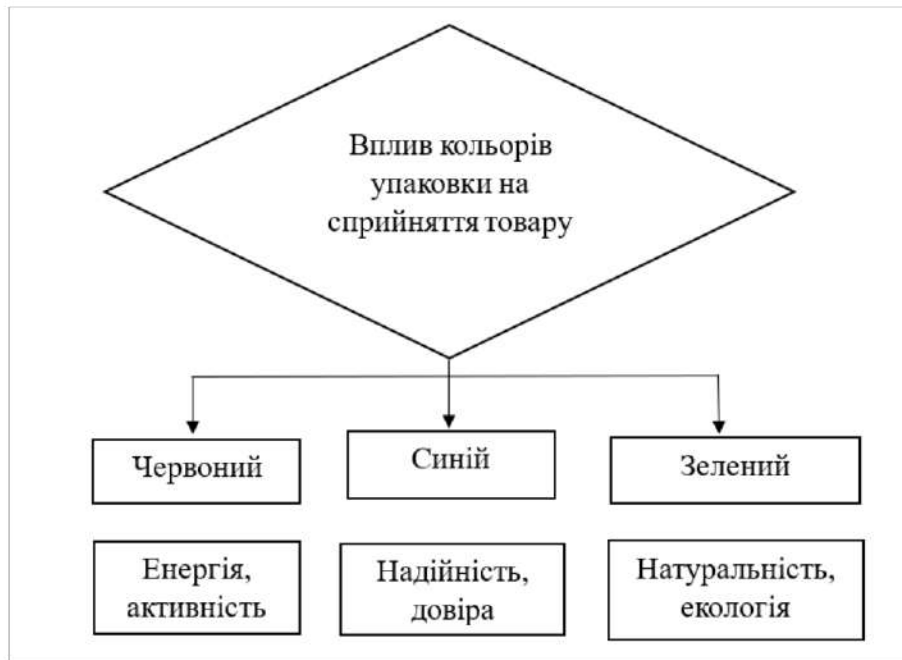 Вплив кольорів
упаковки на
сприйняття товару
Червоний
Синій
Зелений
Енергія,
активність
Надійність,
довіра
Натуральність,
екологія